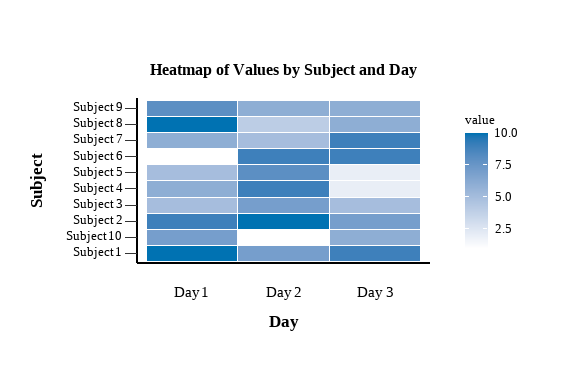 Heatmap of Values by Subject and Day
Subject 9
Subject 8
Subject 7
Subject 6
Subject 5
Subject 4
Subject 3
Subject 2
Subject 10
Subject 1
Subject
Day 1
Day 2
Day 3
Day
value
10.0
7.5
5.0
2.5